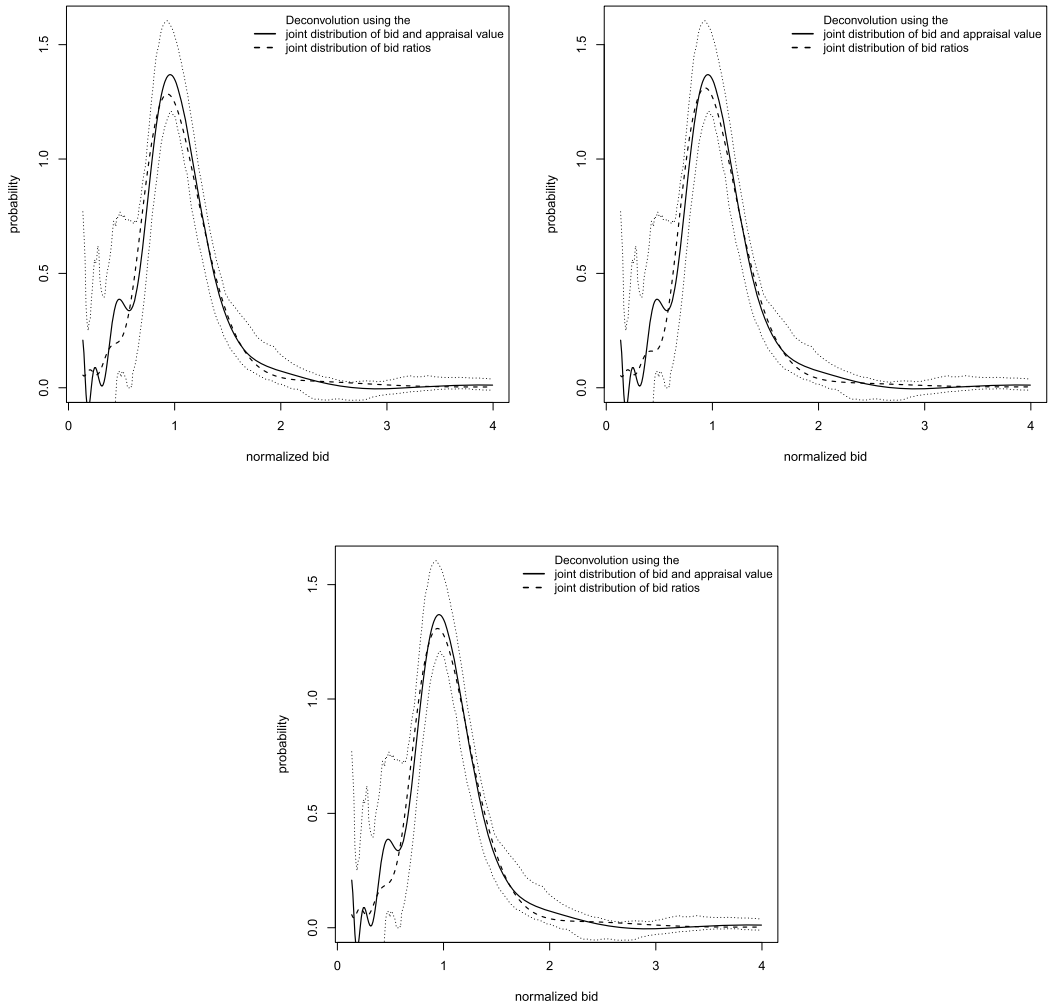 Deconvolution using the
joint distribution of bid and appraisal value
joint distribution of bid ratios
probability
0.0
0.5
1.0
1.5
0 1 2 3 4
normalized bid
Deconvolution using the
joint distribution of bid and appraisal value
joint distribution of bid ratios
probability
0.0
0.5
1.0
1.5
0 1 2 3 4
normalized bid
Deconvolution using the
joint distribution of bid and appraisal value
joint distribution of bid ratios
probability
0.0
0.5
1.0
1.5
0 1 2 3 4
normalized bid